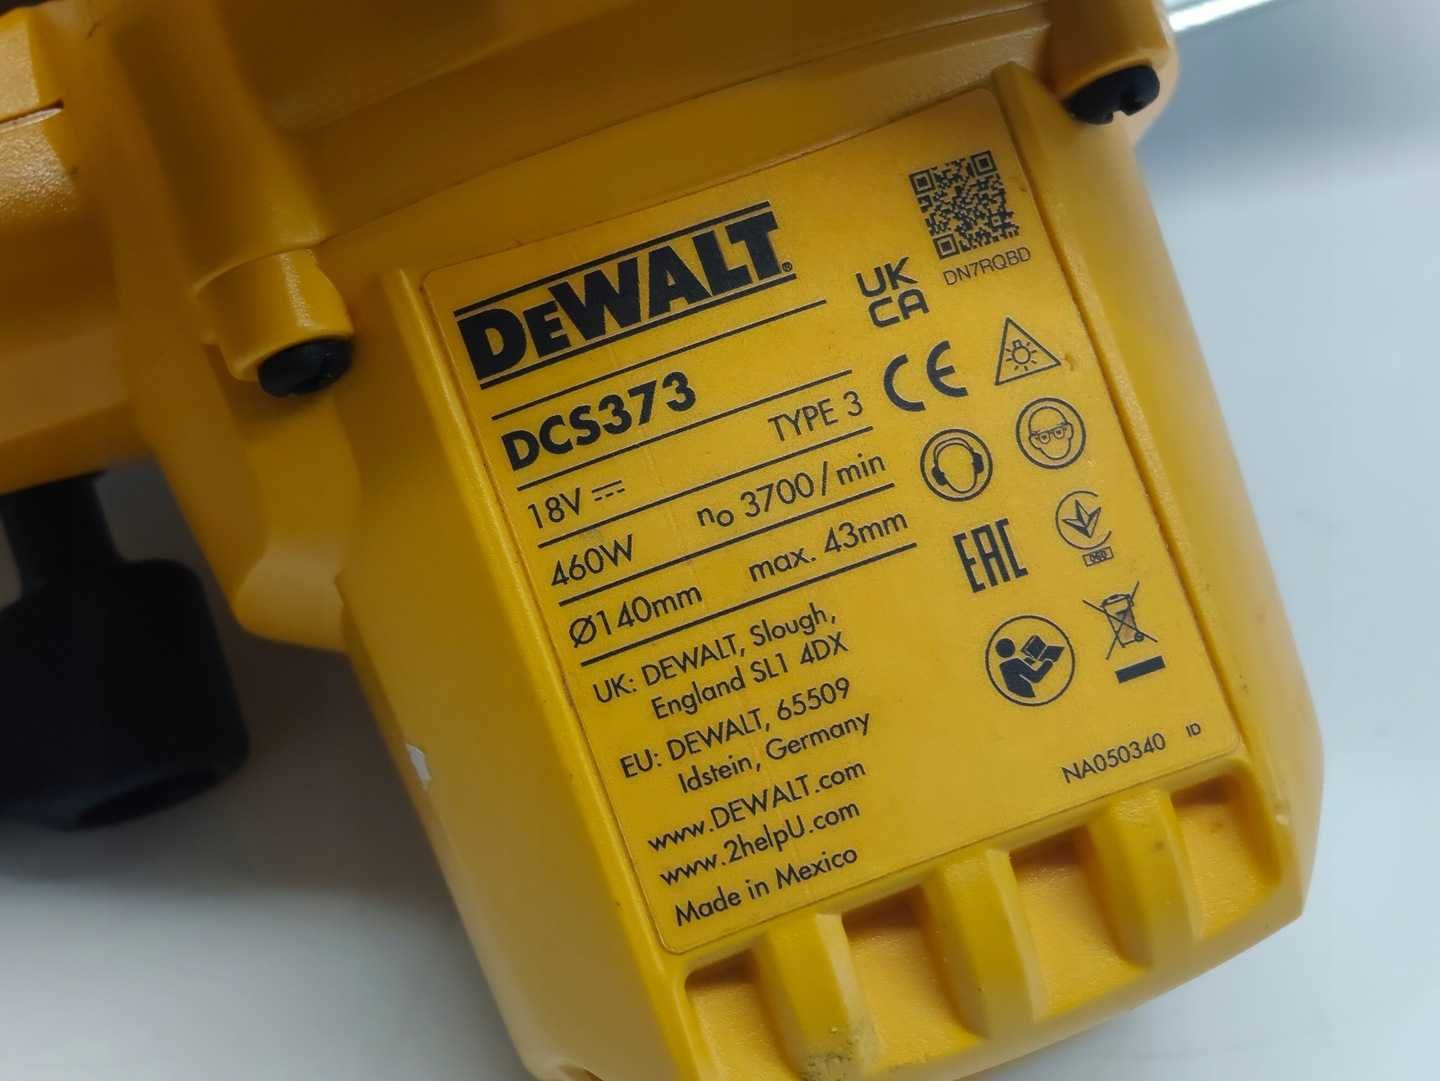 DEWALT®
DCS373
18V ⎓ TYPE 3
460W n₀ 3700/min
Ø140mm max. 43mm
UK: DEWALT, Slough,
England SL1 4DX
EU: DEWALT, 65509
Idstein, Germany
www.DEWALT.com
www.2helpU.com
Made in Mexico
DN7RQBD
UK
CA
CE
EAC
NA050340 ID